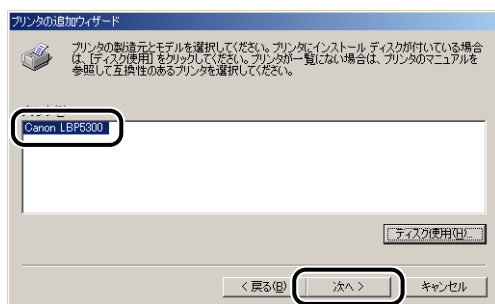 プリンタの追加ウィザード
プリンタの製造元とモデルを選択してください。プリンタにインストール ディスクが付いている場合
は、[ディスク使用] をクリックしてください。プリンタが一覧にない場合は、プリンタのマニュアルを
参照して互換性のあるプリンタを選択してください。
Canon LBP5300
ディスク使用(H)...
< 戻る(B)
次へ >
キャンセル